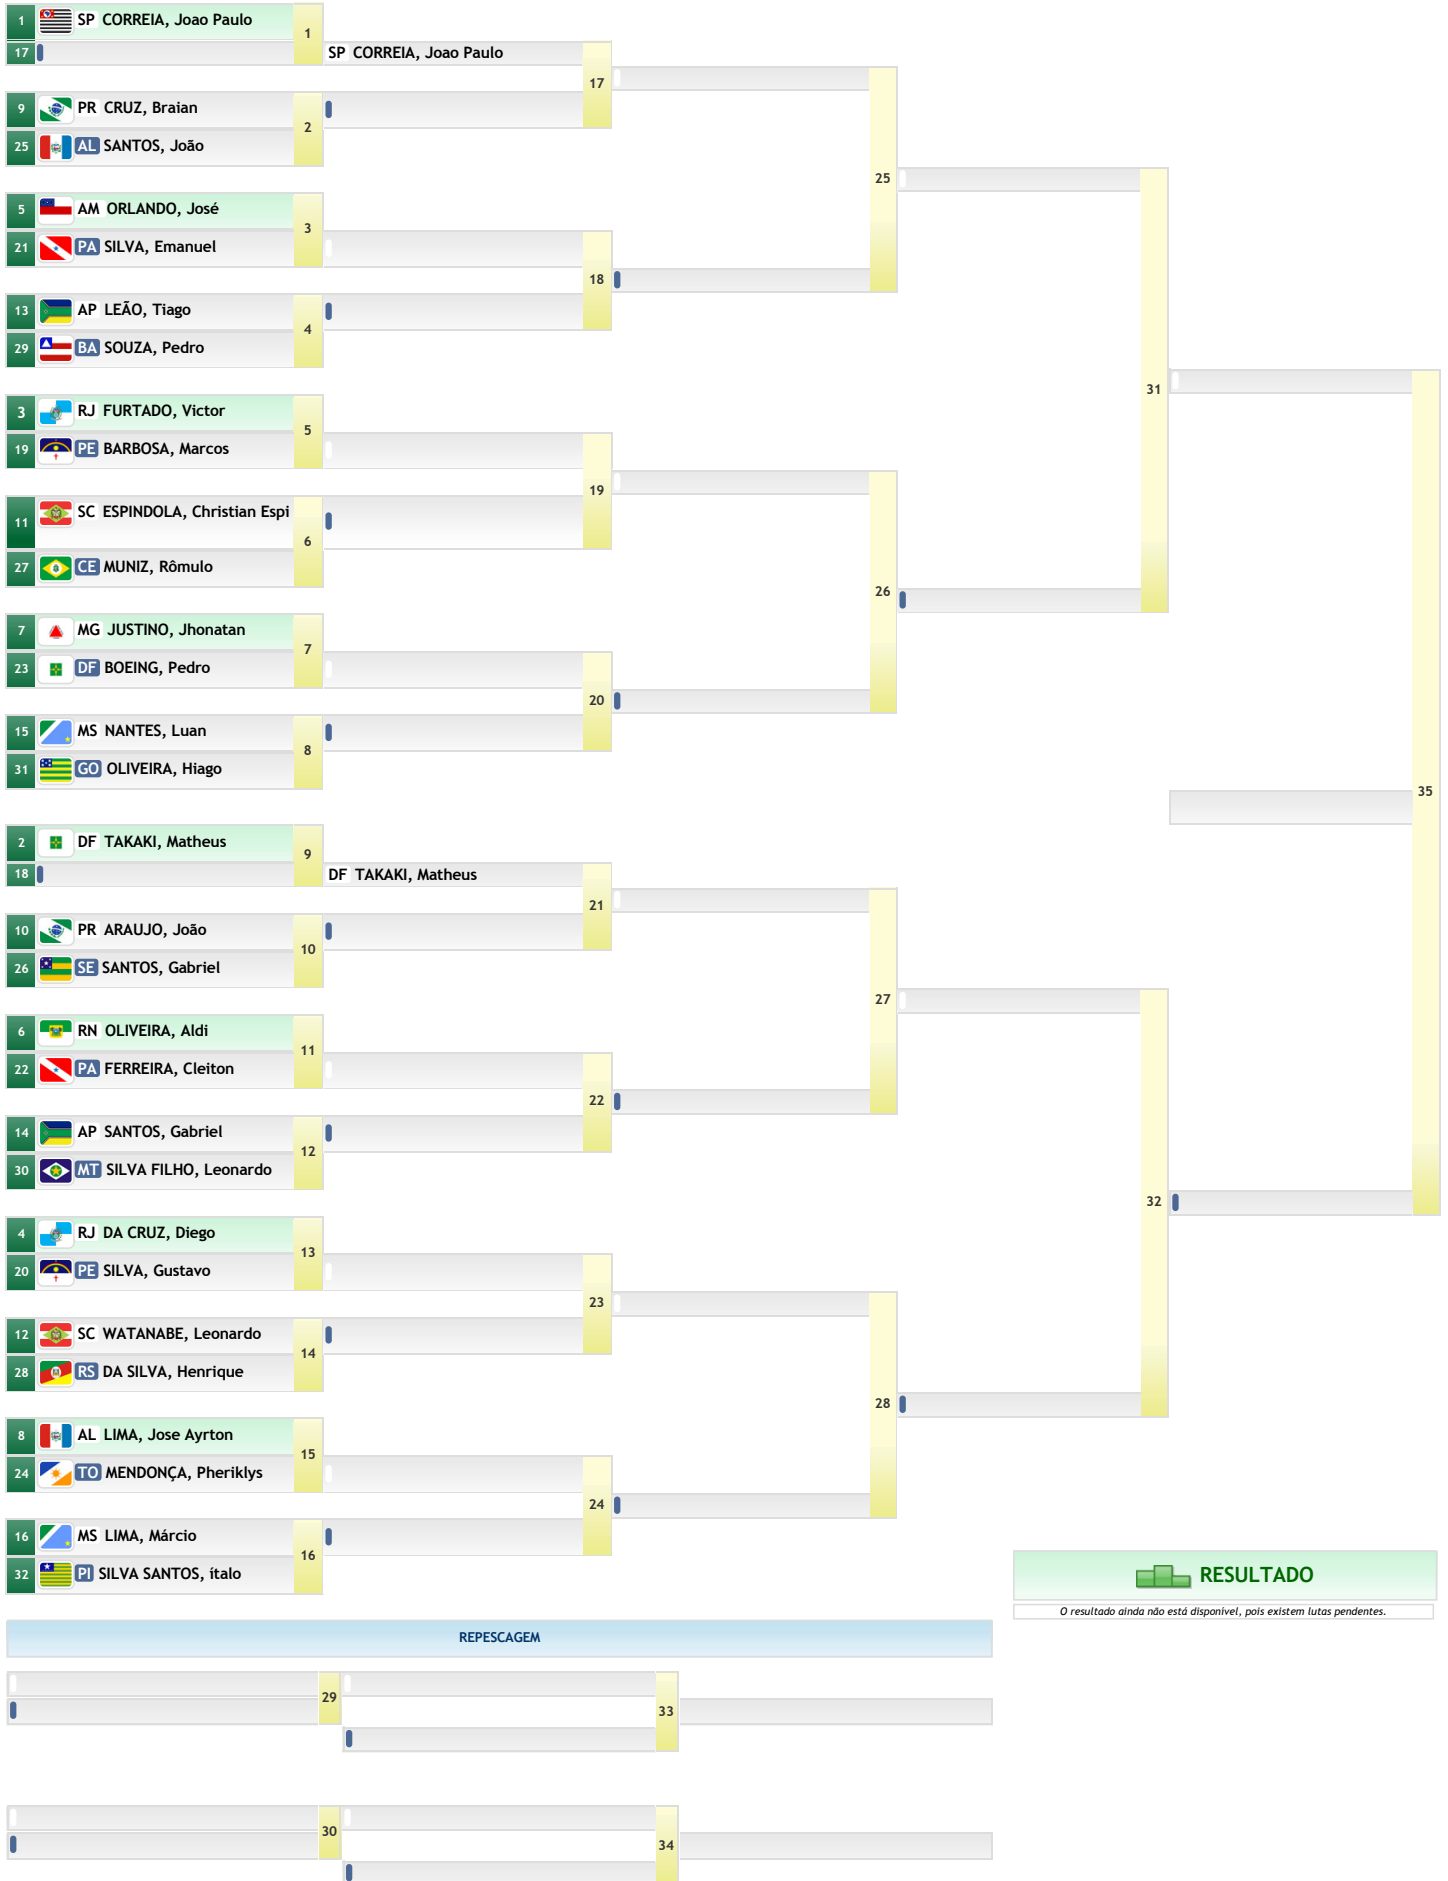 1 SP CORREIA, Joao Paulo
1
17
SP CORREIA, Joao Paulo
17
9 PR CRUZ, Braian
2
25 AL SANTOS, João
25
5 AM ORLANDO, José
3
21 PA SILVA, Emanuel
18
13 AP LEÃO, Tiago
4
29 BA SOUZA, Pedro
31
3 RJ FURTADO, Victor
5
19 PE BARBOSA, Marcos
19
11 SC ESPINDOLA, Christian Espi
6
27 CE MUNIZ, Rômulo
26
7 MG JUSTINO, Jhonatan
7
23 DF BOEING, Pedro
20
15 MS NANTES, Luan
8
31 GO OLIVEIRA, Hiago
35
2 DF TAKAKI, Matheus
9
18
DF TAKAKI, Matheus
21
10 PR ARAUJO, João
10
26 SE SANTOS, Gabriel
27
6 RN OLIVEIRA, Aldi
11
22 PA FERREIRA, Cleiton
22
14 AP SANTOS, Gabriel
12
30 MT SILVA FILHO, Leonardo
32
4 RJ DA CRUZ, Diego
13
20 PE SILVA, Gustavo
23
12 SC WATANABE, Leonardo
14
28 RS DA SILVA, Henrique
28
8 AL LIMA, Jose Ayrton
15
24 TO MENDONÇA, Pheriklys
24
16 MS LIMA, Márcio
16
32 PI SILVA SANTOS, ítalo
RESULTADO
O resultado ainda não está disponível, pois existem lutas pendentes.
REPESCAGEM
29
33
30
34